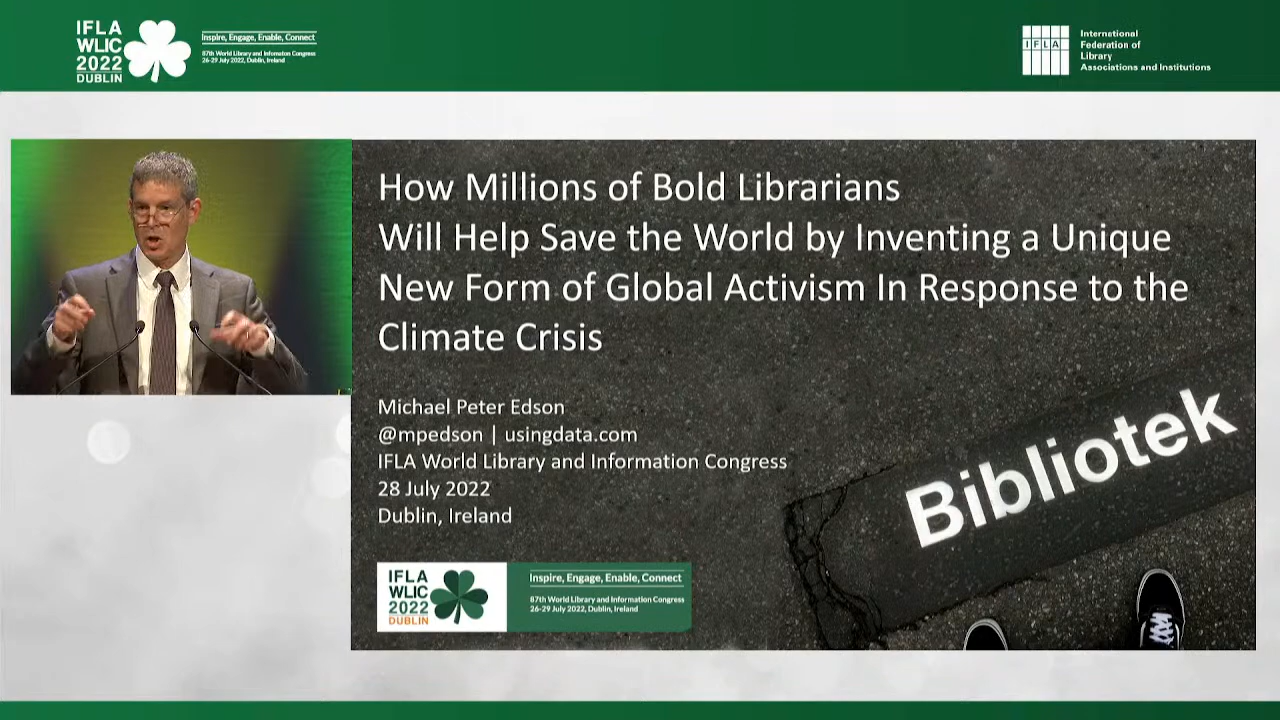 IFLA
WLIC
2022
DUBLIN
Inspire, Engage, Enable, Connect
87th World Library and Infomaton Congress
26-29 July 2022, Dublin, Ireland
IFLA
International
Federation of
Library
Associations and Institutions
How Millions of Bold Librarians
Will Help Save the World by Inventing a Unique
New Form of Global Activism In Response to the
Climate Crisis
Michael Peter Edson
@mpedson | usingdata.com
IFLA World Library and Information Congress
28 July 2022
Dublin, Ireland
Bibliotek
IFLA
WLIC
2022
DUBLIN
Inspire, Engage, Enable, Connect
87th World Library and Information Congress
26-29 July 2022, Dublin, Ireland